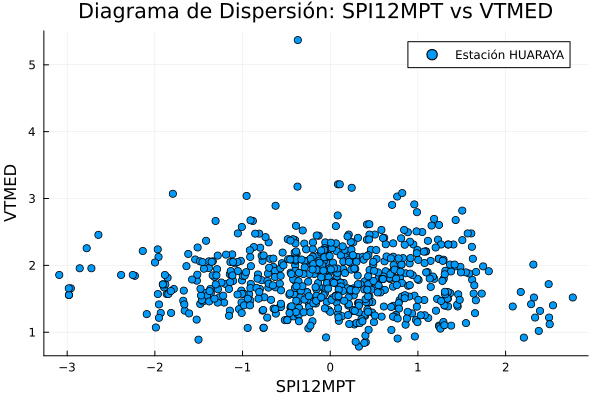 Diagrama de Dispersión: SPI12MPT vs VTMED
Estación HUARAYA
VTMED
5
4
3
2
1
−3 −2 −1 0 1 2
SPI12MPT